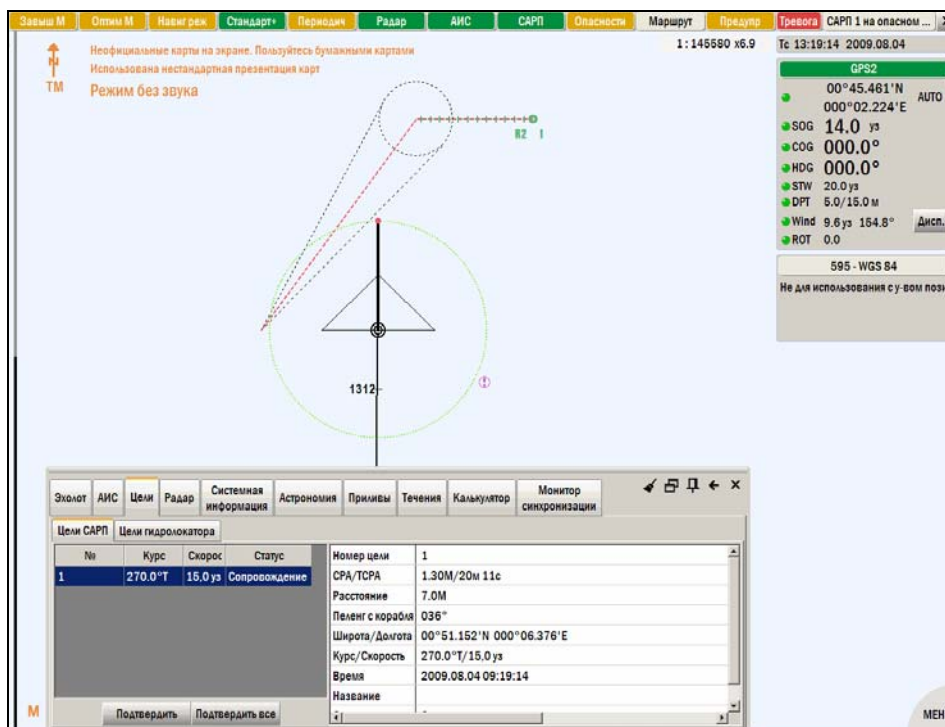 Завыш М Оптим М Навиг реж Стандарт+ Периодич Радар АИС САРП Опасности Маршрут Предупр Тревога САРП 1 на опасном ...
N
ТМ
Неофициальные карты на экране. Пользуйтесь бумажными картами
Использована нестандартная презентация карт
Режим без звука
1:145580 x6.9
Тс 13:19:14 2009.08.04
GPS2
00°45.461'N
000°02.224'E
AUTO
SOG 14.0 уз
COG 000.0°
HDG 000.0°
STW 20.0 уз
DPT 5.0/15.0 м
Wind 9.6 уз 154.8° Дисп.
ROT 0.0
595 - WGS 84
Не для использования с у-вом пози
R2 1
1312
Эхолот АИС Цели Радар Системная информация Астрономия Приливы Течения Калькулятор Монитор синхронизации
Цели САРП Цели гидролокатора
№ Курс Скорос Статус
1 270.0°T 15,0 уз Сопровождение
Номер цели 1
CPA/TCPA 1.30М/20м 11с
Расстояние 7.0М
Пеленг с корабля 036°
Широта/Долгота 00°51.152'N 000°06.376'E
Курс/Скорость 270.0°T/15,0 уз
Время 2009.08.04 09:19:14
Название
Подтвердить Подтвердить все
М
МЕН